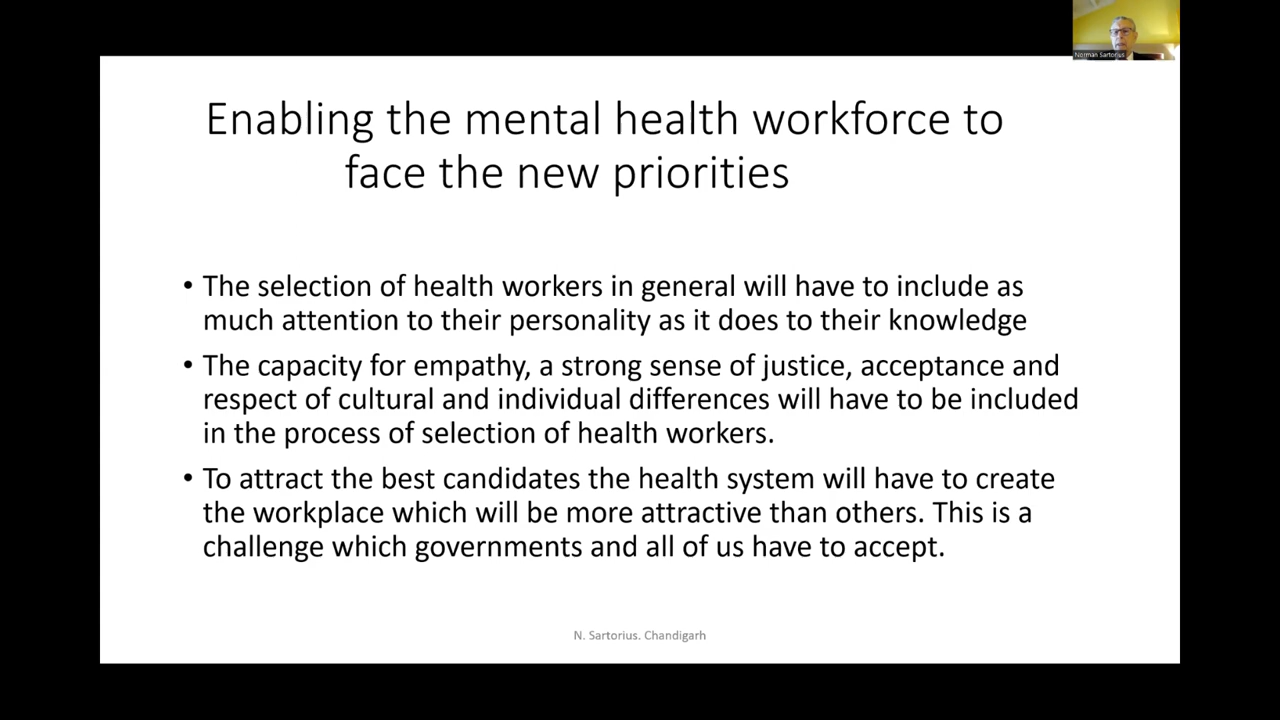 Norman Sartorius
Enabling the mental health workforce to
face the new priorities
• The selection of health workers in general will have to include as
much attention to their personality as it does to their knowledge
• The capacity for empathy, a strong sense of justice, acceptance and
respect of cultural and individual differences will have to be included
in the process of selection of health workers.
• To attract the best candidates the health system will have to create
the workplace which will be more attractive than others. This is a
challenge which governments and all of us have to accept.
N. Sartorius. Chandigarh